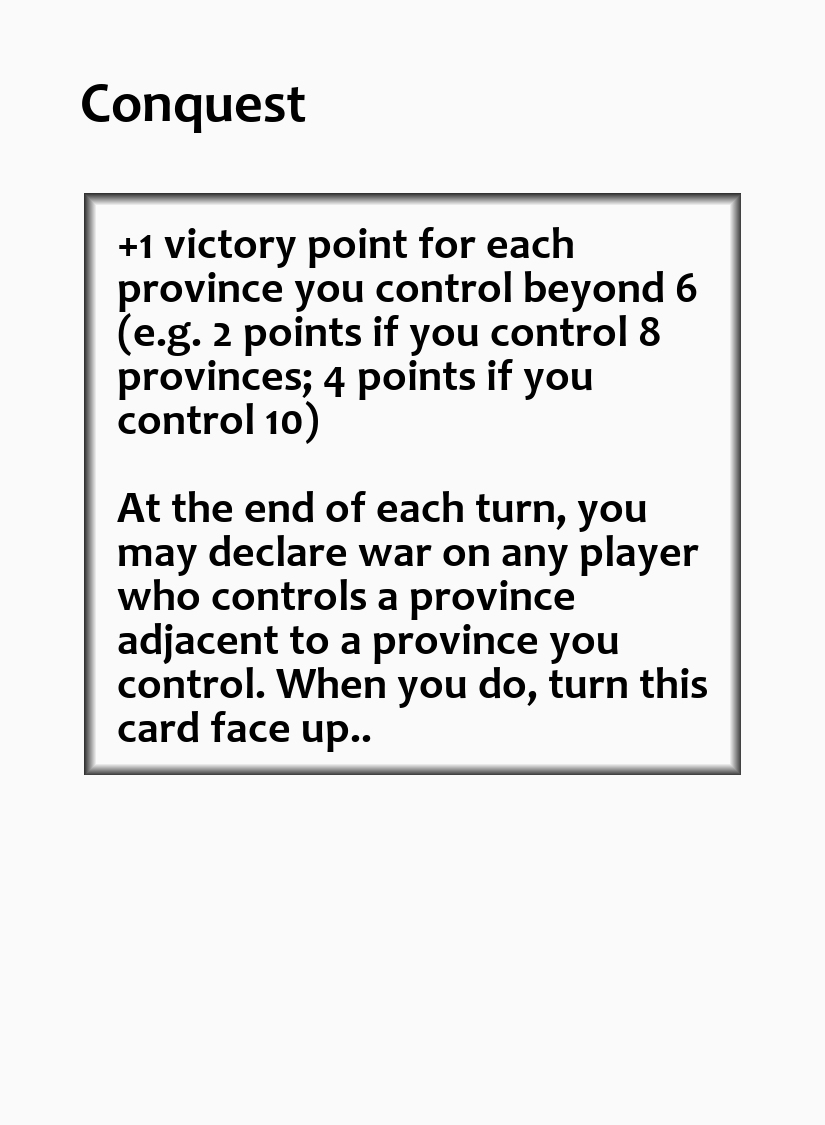 Conquest
+1 victory point for each
province you control beyond 6
(e.g. 2 points if you control 8
provinces; 4 points if you
control 10)
At the end of each turn, you
may declare war on any player
who controls a province
adjacent to a province you
control. When you do, turn this
card face up..